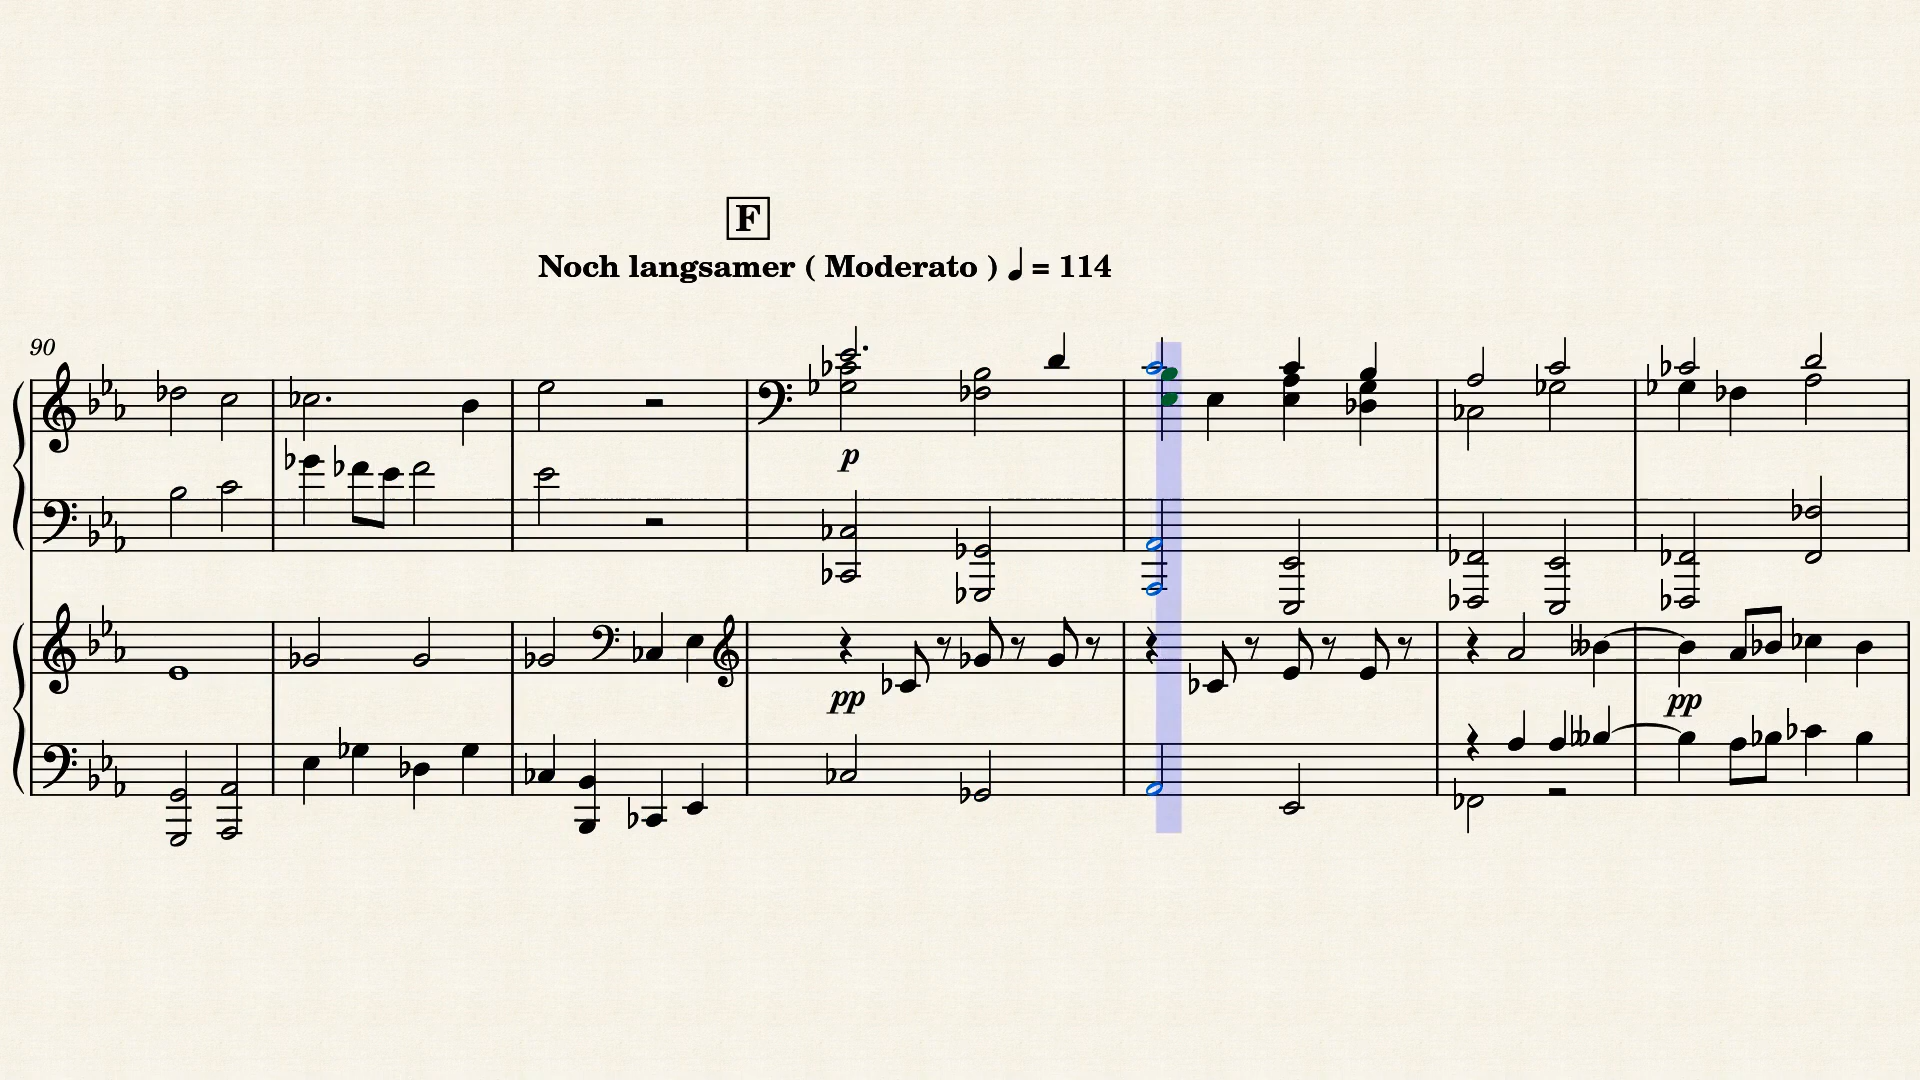 F
Noch langsamer ( Moderato ) ♩ = 114
90
p
pp
pp